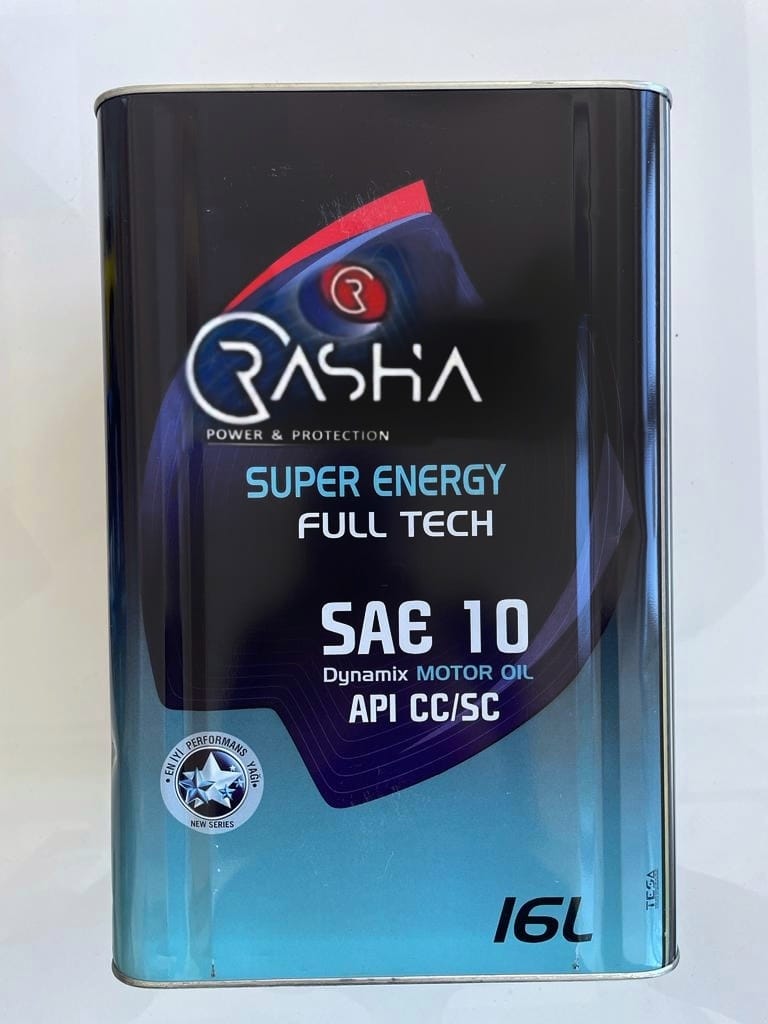 RASHA
POWER & PROTECTION
SUPER ENERGY
FULL TECH
SAE 10
Dynamix MOTOR OIL
API CC/SC
• EN İYİ PERFORMANS YAĞI •
NEW SERIES
TESA
16L